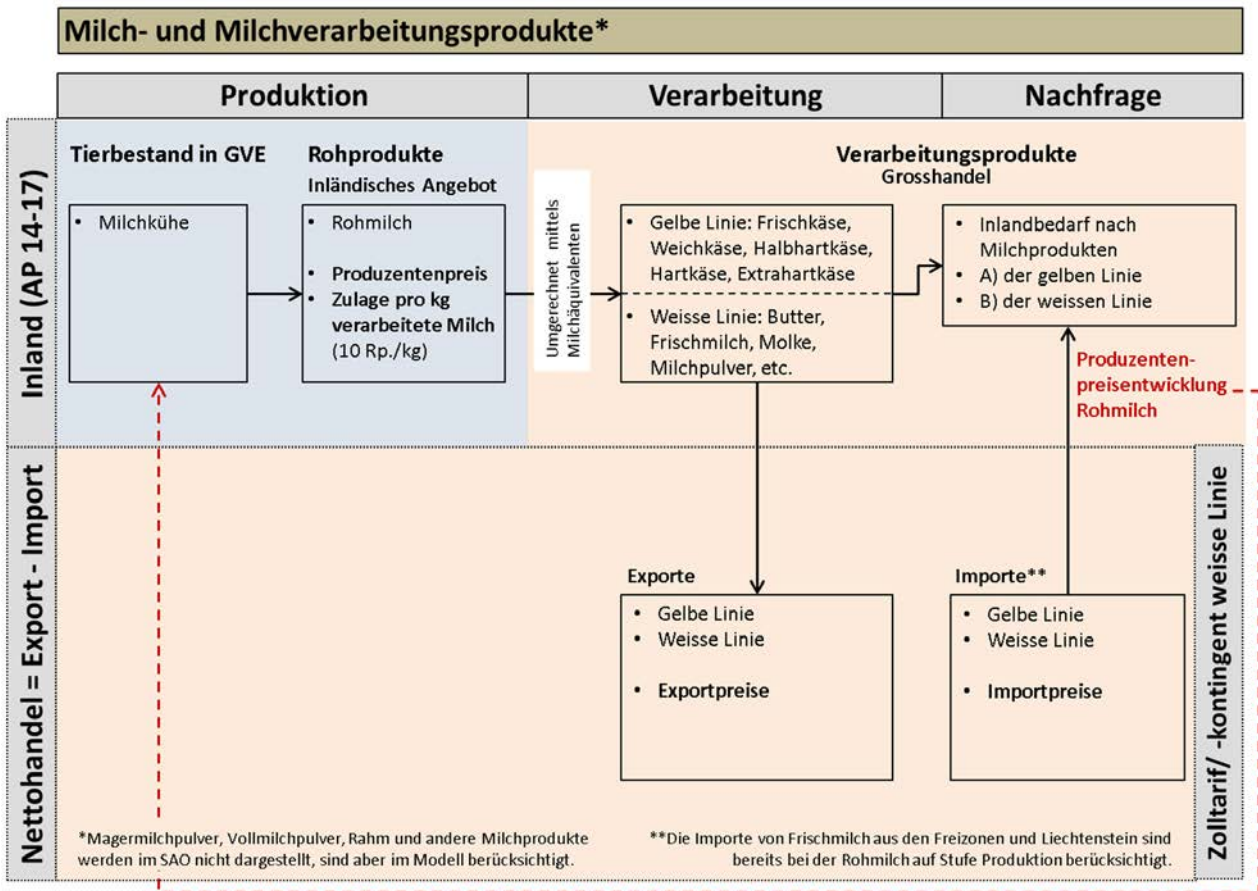 Milch- und Milchverarbeitungsprodukte*
Produktion
Verarbeitung
Nachfrage
Inland (AP 14-17)
Tierbestand in GVE
• Milchkühe
Rohprodukte
Inländisches Angebot
• Rohmilch
• Produzentenpreis
• Zulage pro kg
verarbeitete Milch
(10 Rp./kg)
Umgerechnet mittels
Milchäquivalenten
Verarbeitungsprodukte
Grosshandel
• Gelbe Linie: Frischkäse,
Weichkäse, Halbhartkäse,
Hartkäse, Extrahartkäse
• Weisse Linie: Butter,
Frischmilch, Molke,
Milchpulver, etc.
• Inlandbedarf nach
Milchprodukten
• A) der gelben Linie
• B) der weissen Linie
Produzenten-
preisentwicklung
Rohmilch
Nettohandel = Export - Import
Exporte
• Gelbe Linie
• Weisse Linie
• Exportpreise
Importe**
• Gelbe Linie
• Weisse Linie
• Importpreise
Zolltarif/ -kontingent weisse Linie
*Magermilchpulver, Vollmilchpulver, Rahm und andere Milchprodukte
werden im SAO nicht dargestellt, sind aber im Modell berücksichtigt.
**Die Importe von Frischmilch aus den Freizonen und Liechtenstein sind
bereits bei der Rohmilch auf Stufe Produktion berücksichtigt.